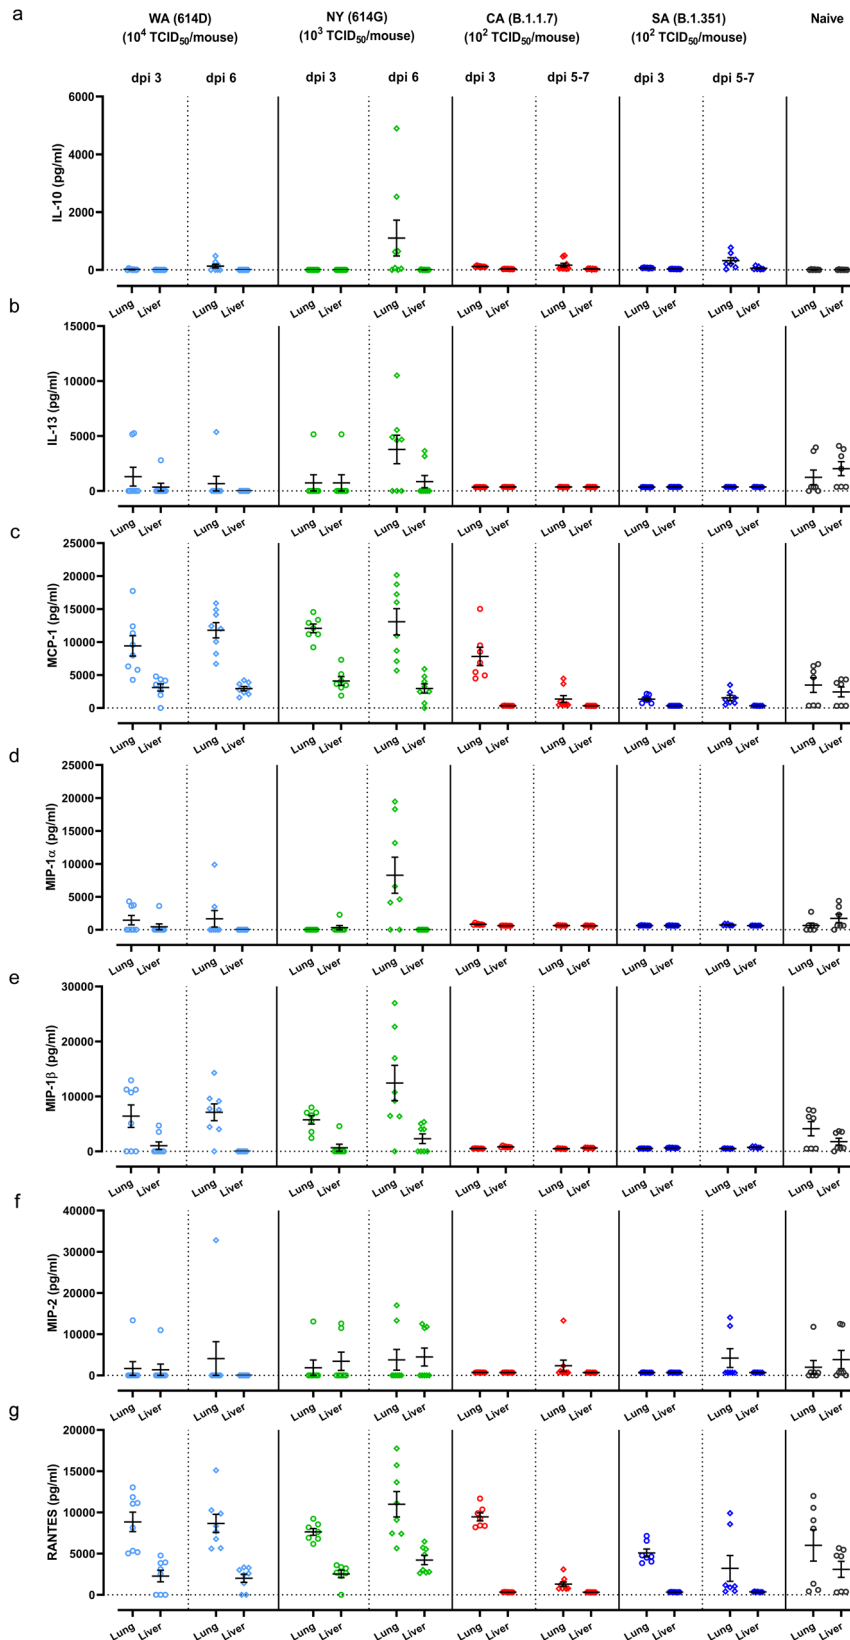 a
WA (614D)
(10⁴ TCID₅₀/mouse)
NY (614G)
(10³ TCID₅₀/mouse)
CA (B.1.1.7)
(10² TCID₅₀/mouse)
SA (B.1.351)
(10² TCID₅₀/mouse)
Naive
dpi 3 dpi 6 dpi 3 dpi 6 dpi 3 dpi 5-7 dpi 3 dpi 5-7
IL-10 (pg/ml)
6000
4000
2000
0
Lung Liver Lung Liver Lung Liver Lung Liver Lung Liver Lung Liver Lung Liver Lung Liver Lung Liver
b
IL-13 (pg/ml)
15000
10000
5000
0
Lung Liver Lung Liver Lung Liver Lung Liver Lung Liver Lung Liver Lung Liver Lung Liver Lung Liver
c
MCP-1 (pg/ml)
25000
20000
15000
10000
5000
0
Lung Liver Lung Liver Lung Liver Lung Liver Lung Liver Lung Liver Lung Liver Lung Liver Lung Liver
d
MIP-1α (pg/ml)
25000
20000
15000
10000
5000
0
Lung Liver Lung Liver Lung Liver Lung Liver Lung Liver Lung Liver Lung Liver Lung Liver Lung Liver
e
MIP-1β (pg/ml)
30000
20000
10000
0
Lung Liver Lung Liver Lung Liver Lung Liver Lung Liver Lung Liver Lung Liver Lung Liver Lung Liver
f
MIP-2 (pg/ml)
40000
30000
20000
10000
0
Lung Liver Lung Liver Lung Liver Lung Liver Lung Liver Lung Liver Lung Liver Lung Liver Lung Liver
g
RANTES (pg/ml)
20000
15000
10000
5000
0
Lung Liver Lung Liver Lung Liver Lung Liver Lung Liver Lung Liver Lung Liver Lung Liver Lung Liver